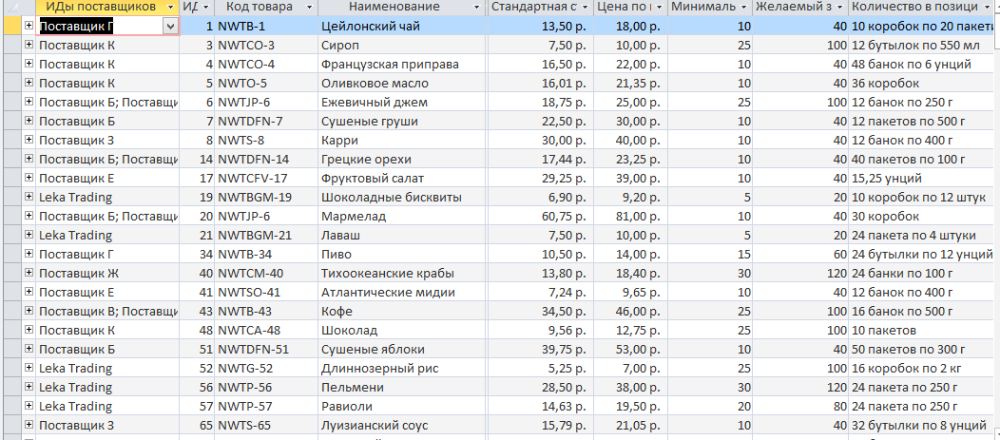 ИДы поставщиков ИД Код товара Наименование Стандартная с Цена по Минималь Желаемый з Количество в позици
Поставщик Г 1 NWTB-1 Цейлонский чай 13,50 р. 18,00 р. 10 40 10 коробок по 20 пакети
Поставщик К 3 NWTCO-3 Сироп 7,50 р. 10,00 р. 25 100 12 бутылок по 550 мл
Поставщик К 4 NWTCO-4 Французская приправа 16,50 р. 22,00 р. 10 40 48 банок по 6 унций
Поставщик К 5 NWTO-5 Оливковое масло 16,01 р. 21,35 р. 10 40 36 коробок
Поставщик Б; Поставщи 6 NWTJP-6 Ежевичный джем 18,75 р. 25,00 р. 25 100 12 банок по 250 г
Поставщик Б 7 NWTDFN-7 Сушеные груши 22,50 р. 30,00 р. 10 40 12 пакетов по 500 г
Поставщик З 8 NWTS-8 Карри 30,00 р. 40,00 р. 10 40 12 банок по 400 г
Поставщик Б; Поставщи 14 NWTDFN-14 Грецкие орехи 17,44 р. 23,25 р. 10 40 40 пакетов по 100 г
Поставщик Е 17 NWTCFV-17 Фруктовый салат 29,25 р. 39,00 р. 10 40 15,25 унций
Leka Trading 19 NWTBGM-19 Шоколадные бисквиты 6,90 р. 9,20 р. 5 20 10 коробок по 12 штук
Поставщик Б; Поставщи 20 NWTJP-6 Мармелад 60,75 р. 81,00 р. 10 40 30 коробок
Leka Trading 21 NWTBGM-21 Лаваш 7,50 р. 10,00 р. 5 20 24 пакета по 4 штуки
Поставщик Г 34 NWTB-34 Пиво 10,50 р. 14,00 р. 15 60 24 бутылки по 12 унций
Поставщик Ж 40 NWTCM-40 Тихоокеанские крабы 13,80 р. 18,40 р. 30 120 24 банки по 100 г
Поставщик Е 41 NWTSO-41 Атлантические мидии 7,24 р. 9,65 р. 10 40 12 банок по 400 г
Поставщик В; Поставщи 43 NWTB-43 Кофе 34,50 р. 46,00 р. 25 100 16 банок по 500 г
Поставщик К 48 NWTCA-48 Шоколад 9,56 р. 12,75 р. 25 100 10 пакетов
Поставщик Б 51 NWTDFN-51 Сушеные яблоки 39,75 р. 53,00 р. 10 40 50 пакетов по 300 г
Leka Trading 52 NWTG-52 Длиннозерный рис 5,25 р. 7,00 р. 25 100 16 коробок по 2 кг
Leka Trading 56 NWTP-56 Пельмени 28,50 р. 38,00 р. 30 120 24 пакета по 250 г
Leka Trading 57 NWTP-57 Равиоли 14,63 р. 19,50 р. 20 80 24 пакета по 250 г
Поставщик З 65 NWTS-65 Луизианский соус 15,79 р. 21,05 р. 10 40 32 бутылки по 8 унций